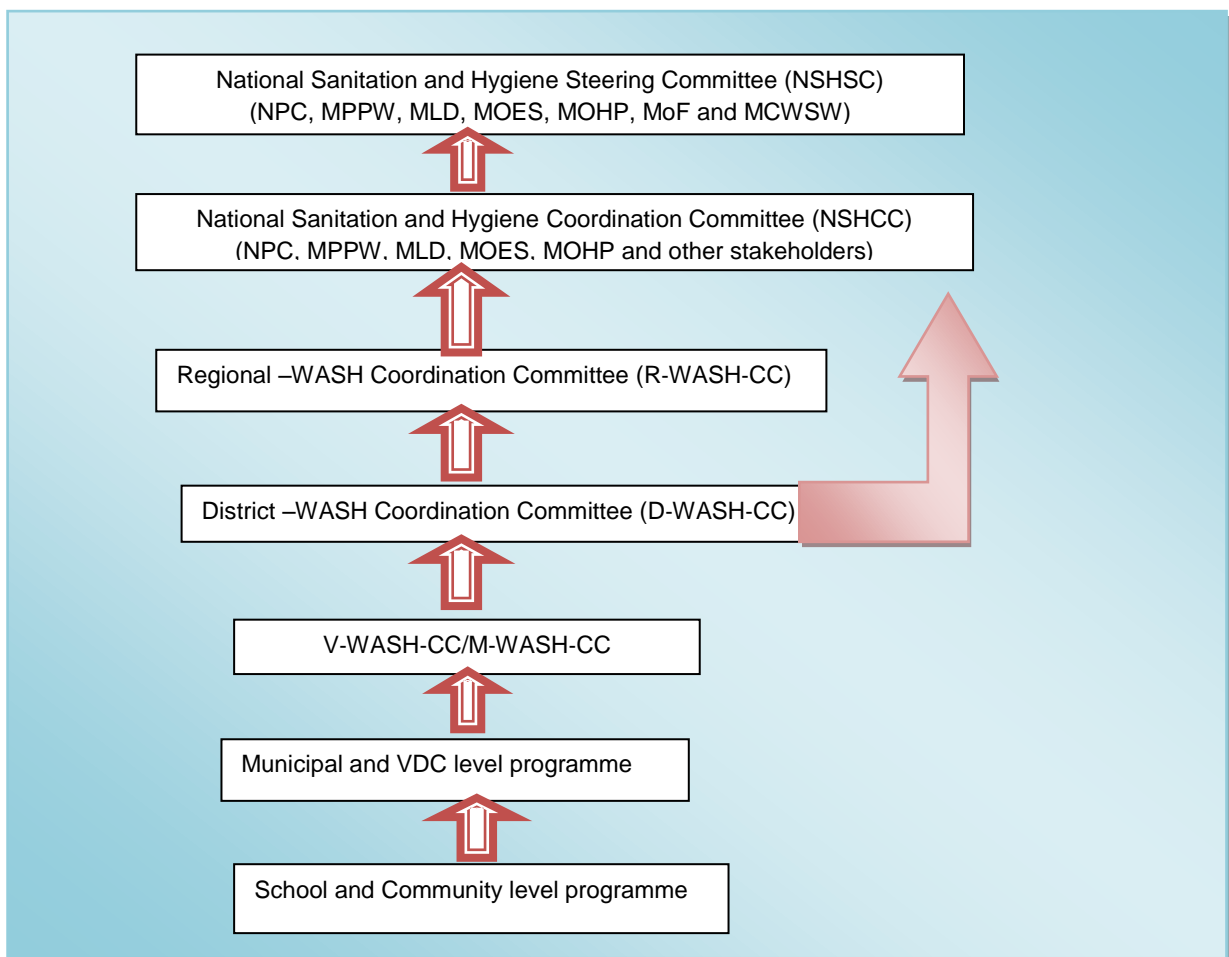 National Sanitation and Hygiene Steering Committee (NSHSC)
(NPC, MPPW, MLD, MOES, MOHP, MoF and MCWSW)
National Sanitation and Hygiene Coordination Committee (NSHCC)
(NPC, MPPW, MLD, MOES, MOHP and other stakeholders)
Regional –WASH Coordination Committee (R-WASH-CC)
District –WASH Coordination Committee (D-WASH-CC)
V-WASH-CC/M-WASH-CC
Municipal and VDC level programme
School and Community level programme